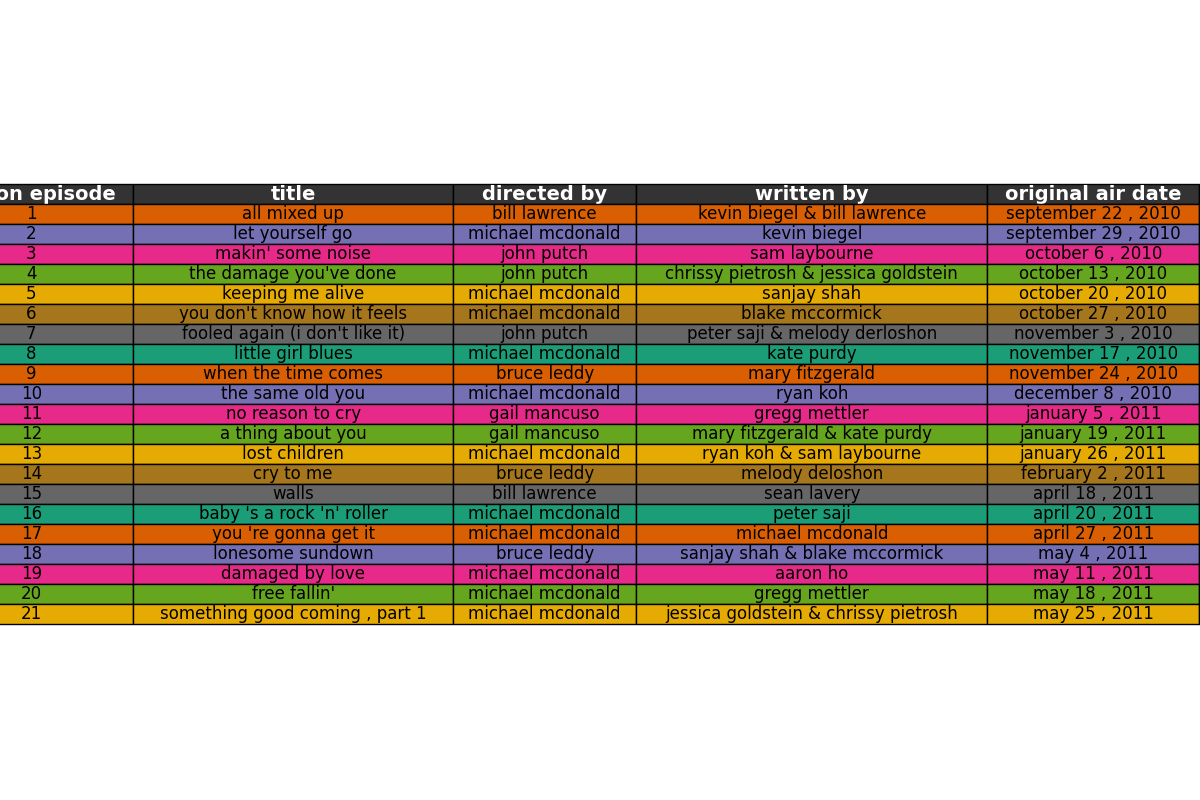 on episode title directed by written by original air date
1 all mixed up bill lawrence kevin biegel & bill lawrence september 22 , 2010
2 let yourself go michael mcdonald kevin biegel september 29 , 2010
3 makin' some noise john putch sam laybourne october 6 , 2010
4 the damage you've done john putch chrissy pietrosh & jessica goldstein october 13 , 2010
5 keeping me alive michael mcdonald sanjay shah october 20 , 2010
6 you don't know how it feels michael mcdonald blake mccormick october 27 , 2010
7 fooled again (i don't like it) john putch peter saji & melody derloshon november 3 , 2010
8 little girl blues michael mcdonald kate purdy november 17 , 2010
9 when the time comes bruce leddy mary fitzgerald november 24 , 2010
10 the same old you michael mcdonald ryan koh december 8 , 2010
11 no reason to cry gail mancuso gregg mettler january 5 , 2011
12 a thing about you gail mancuso mary fitzgerald & kate purdy january 19 , 2011
13 lost children michael mcdonald ryan koh & sam laybourne january 26 , 2011
14 cry to me bruce leddy melody deloshon february 2 , 2011
15 walls bill lawrence sean lavery april 18 , 2011
16 baby 's a rock 'n' roller michael mcdonald peter saji april 20 , 2011
17 you 're gonna get it michael mcdonald michael mcdonald april 27 , 2011
18 lonesome sundown bruce leddy sanjay shah & blake mccormick may 4 , 2011
19 damaged by love michael mcdonald aaron ho may 11 , 2011
20 free fallin' michael mcdonald gregg mettler may 18 , 2011
21 something good coming , part 1 michael mcdonald jessica goldstein & chrissy pietrosh may 25 , 2011